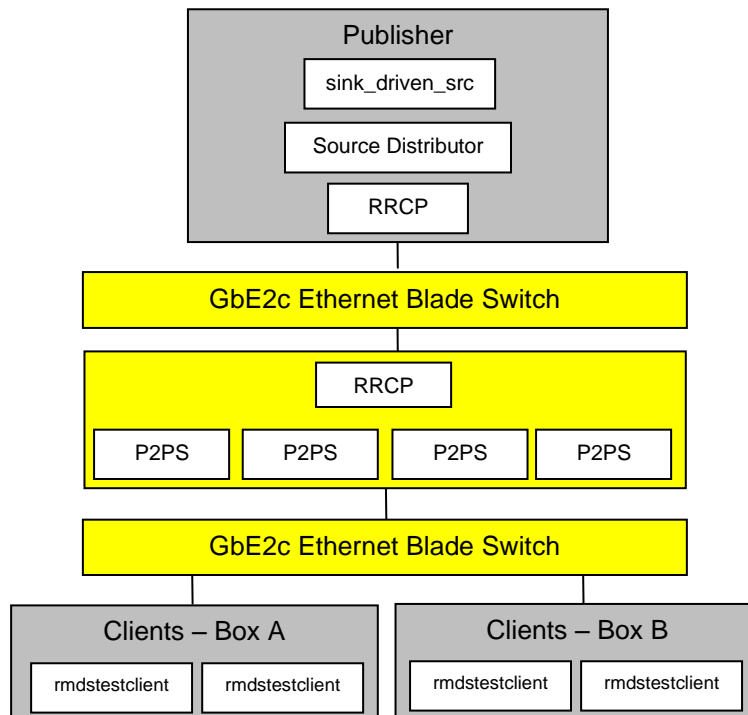 Publisher
sink_driven_src
Source Distributor
RRCP
GbE2c Ethernet Blade Switch
RRCP
P2PS P2PS P2PS P2PS
GbE2c Ethernet Blade Switch
Clients – Box A
rmdstestclient rmdstestclient
Clients – Box B
rmdstestclient rmdstestclient